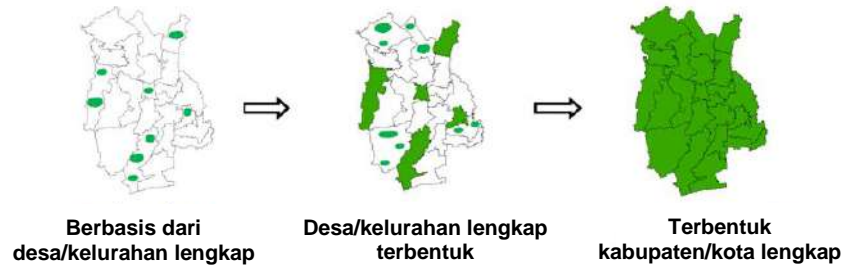 Berbasis dari
desa/kelurahan lengkap
Desa/kelurahan lengkap
terbentuk
Terbentuk
kabupaten/kota lengkap